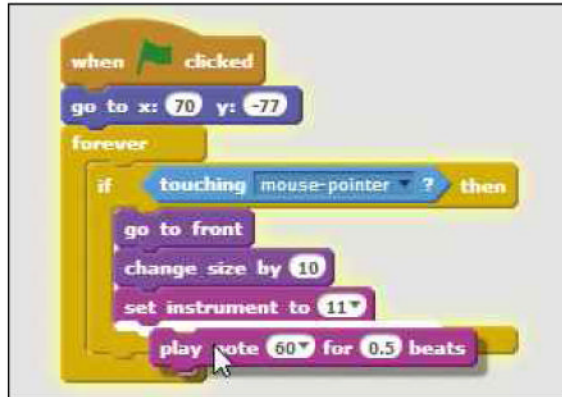 when clicked
go to x: 70 y: -77
forever
if touching mouse-pointer ? then
go to front
change size by 10
set instrument to 11
play note 60 for 0.5 beats